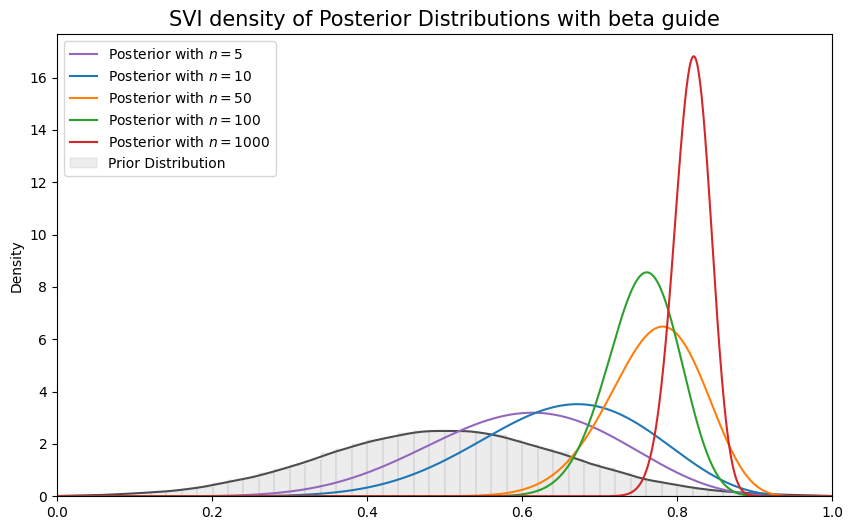 SVI density of Posterior Distributions with beta guide
Posterior with n = 5
Posterior with n = 10
Posterior with n = 50
Posterior with n = 100
Posterior with n = 1000
Prior Distribution
Density
16
14
12
10
8
6
4
2
0
0.0 0.2 0.4 0.6 0.8 1.0